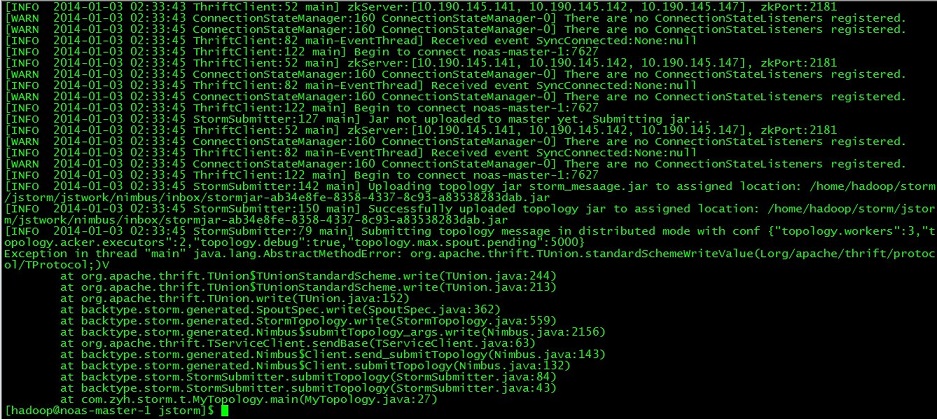 [INFO  2014-01-03 02:33:43 ThriftClient:52 main] zkServer:[10.190.145.141, 10.190.145.142, 10.190.145.147], zkPort:2181
[WARN  2014-01-03 02:33:43 ConnectionStateManager:160 ConnectionStateManager-0] There are no ConnectionStateListeners registered.
[INFO  2014-01-03 02:33:45 ThriftClient:82 main-EventThread] Received event SyncConnected:None:null
[INFO  2014-01-03 02:33:45 ThriftClient:122 main] Begin to connect noas-master-1:7627
[INFO  2014-01-03 02:33:45 ThriftClient:52 main] zkServer:[10.190.145.141, 10.190.145.142, 10.190.145.147], zkPort:2181
[WARN  2014-01-03 02:33:45 ConnectionStateManager:160 ConnectionStateManager-0] There are no ConnectionStateListeners registered.
[INFO  2014-01-03 02:33:45 ThriftClient:82 main-EventThread] Received event SyncConnected:None:null
[WARN  2014-01-03 02:33:45 ConnectionStateManager:160 ConnectionStateManager-0] There are no ConnectionStateListeners registered.
[INFO  2014-01-03 02:33:45 ThriftClient:122 main] Begin to connect noas-master-1:7627
[INFO  2014-01-03 02:33:45 StormSubmitter:127 main] Jar not uploaded to master yet. Submitting jar...
[INFO  2014-01-03 02:33:45 ThriftClient:52 main] zkServer:[10.190.145.141, 10.190.145.142, 10.190.145.147], zkPort:2181
[WARN  2014-01-03 02:33:45 ConnectionStateManager:160 ConnectionStateManager-0] There are no ConnectionStateListeners registered.
[INFO  2014-01-03 02:33:45 ThriftClient:82 main-EventThread] Received event SyncConnected:None:null
[WARN  2014-01-03 02:33:45 ConnectionStateManager:160 ConnectionStateManager-0] There are no ConnectionStateListeners registered.
[INFO  2014-01-03 02:33:45 ThriftClient:122 main] Begin to connect noas-master-1:7627
[INFO  2014-01-03 02:33:45 StormSubmitter:142 main] Uploading topology jar storm_mesaage.jar to assigned location: /home/hadoop/storm
/jstorm/jstwork/nimbus/inbox/stormjar-ab34e8fe-8358-4337-8c93-a83538283dab.jar
[INFO  2014-01-03 02:33:45 StormSubmitter:150 main] Successfully uploaded topology jar to assigned location: /home/hadoop/storm/jstor
m/jstwork/nimbus/inbox/stormjar-ab34e8fe-8358-4337-8c93-a83538283dab.jar
[INFO  2014-01-03 02:33:45 StormSubmitter:79 main] Submitting topology message in distributed mode with conf {"topology.workers":3,"t
opology.acker.executors":2,"topology.debug":true,"topology.max.spout.pending":5000}
Exception in thread "main" java.lang.AbstractMethodError: org.apache.thrift.TUnion.standardSchemeWriteValue(Lorg/apache/thrift/protoc
ol/TProtocol;)V
        at org.apache.thrift.TUnion$TUnionStandardScheme.write(TUnion.java:244)
        at org.apache.thrift.TUnion$TUnionStandardScheme.write(TUnion.java:213)
        at org.apache.thrift.TUnion.write(TUnion.java:152)
        at backtype.storm.generated.SpoutSpec.write(SpoutSpec.java:362)
        at backtype.storm.generated.StormTopology.write(StormTopology.java:559)
        at backtype.storm.generated.Nimbus$submitTopology_args.write(Nimbus.java:2156)
        at org.apache.thrift.TServiceClient.sendBase(TServiceClient.java:63)
        at backtype.storm.generated.Nimbus$Client.send_submitTopology(Nimbus.java:143)
        at backtype.storm.generated.Nimbus$Client.submitTopology(Nimbus.java:132)
        at backtype.storm.StormSubmitter.submitTopology(StormSubmitter.java:84)
        at backtype.storm.StormSubmitter.submitTopology(StormSubmitter.java:43)
        at com.zyh.storm.t.MyTopology.main(MyTopology.java:27)
[hadoop@noas-master-1 jstorm]$